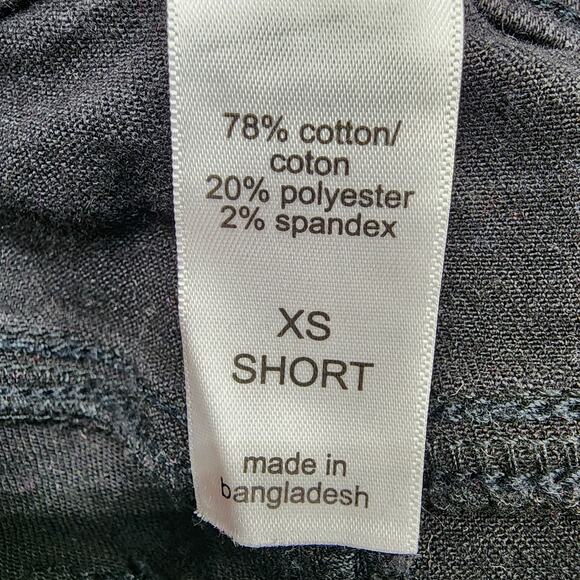 78% cotton/
coton
20% polyester
2% spandex
XS
SHORT
made in
bangladesh